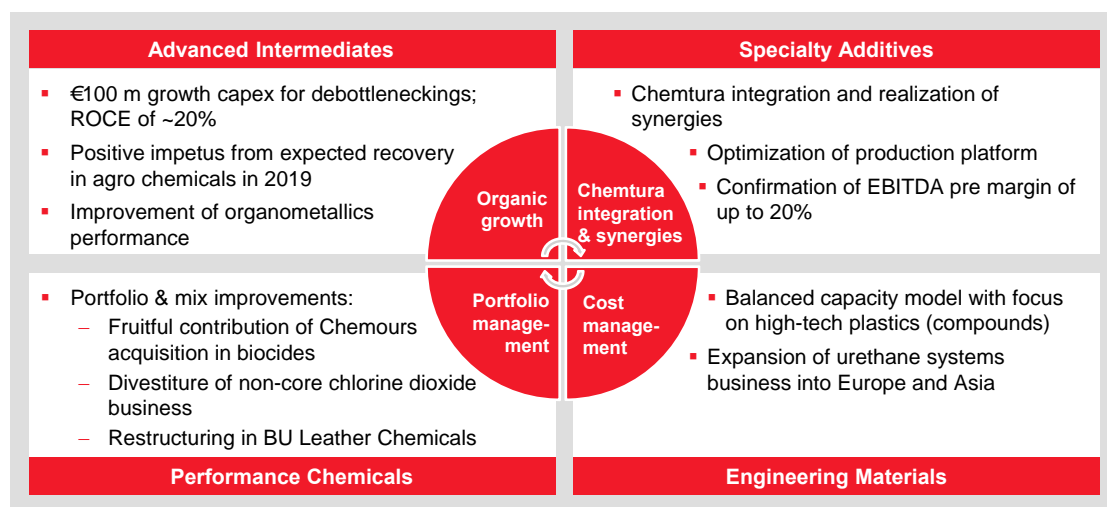 Advanced Intermediates
▪ €100 m growth capex for debottleneckings;
ROCE of ~20%
▪ Positive impetus from expected recovery
in agro chemicals in 2019
▪ Improvement of organometallics
performance
Specialty Additives
▪ Chemtura integration and realization of
synergies
▪ Optimization of production platform
▪ Confirmation of EBITDA pre margin of
up to 20%
Organic
growth
Chemtura
integration
& synergies
Portfolio
manage-
ment
Cost
manage-
ment
▪ Portfolio & mix improvements:
– Fruitful contribution of Chemours
acquisition in biocides
– Divestiture of non-core chlorine dioxide
business
– Restructuring in BU Leather Chemicals
Performance Chemicals
▪ Balanced capacity model with focus
on high-tech plastics (compounds)
▪ Expansion of urethane systems
business into Europe and Asia
Engineering Materials